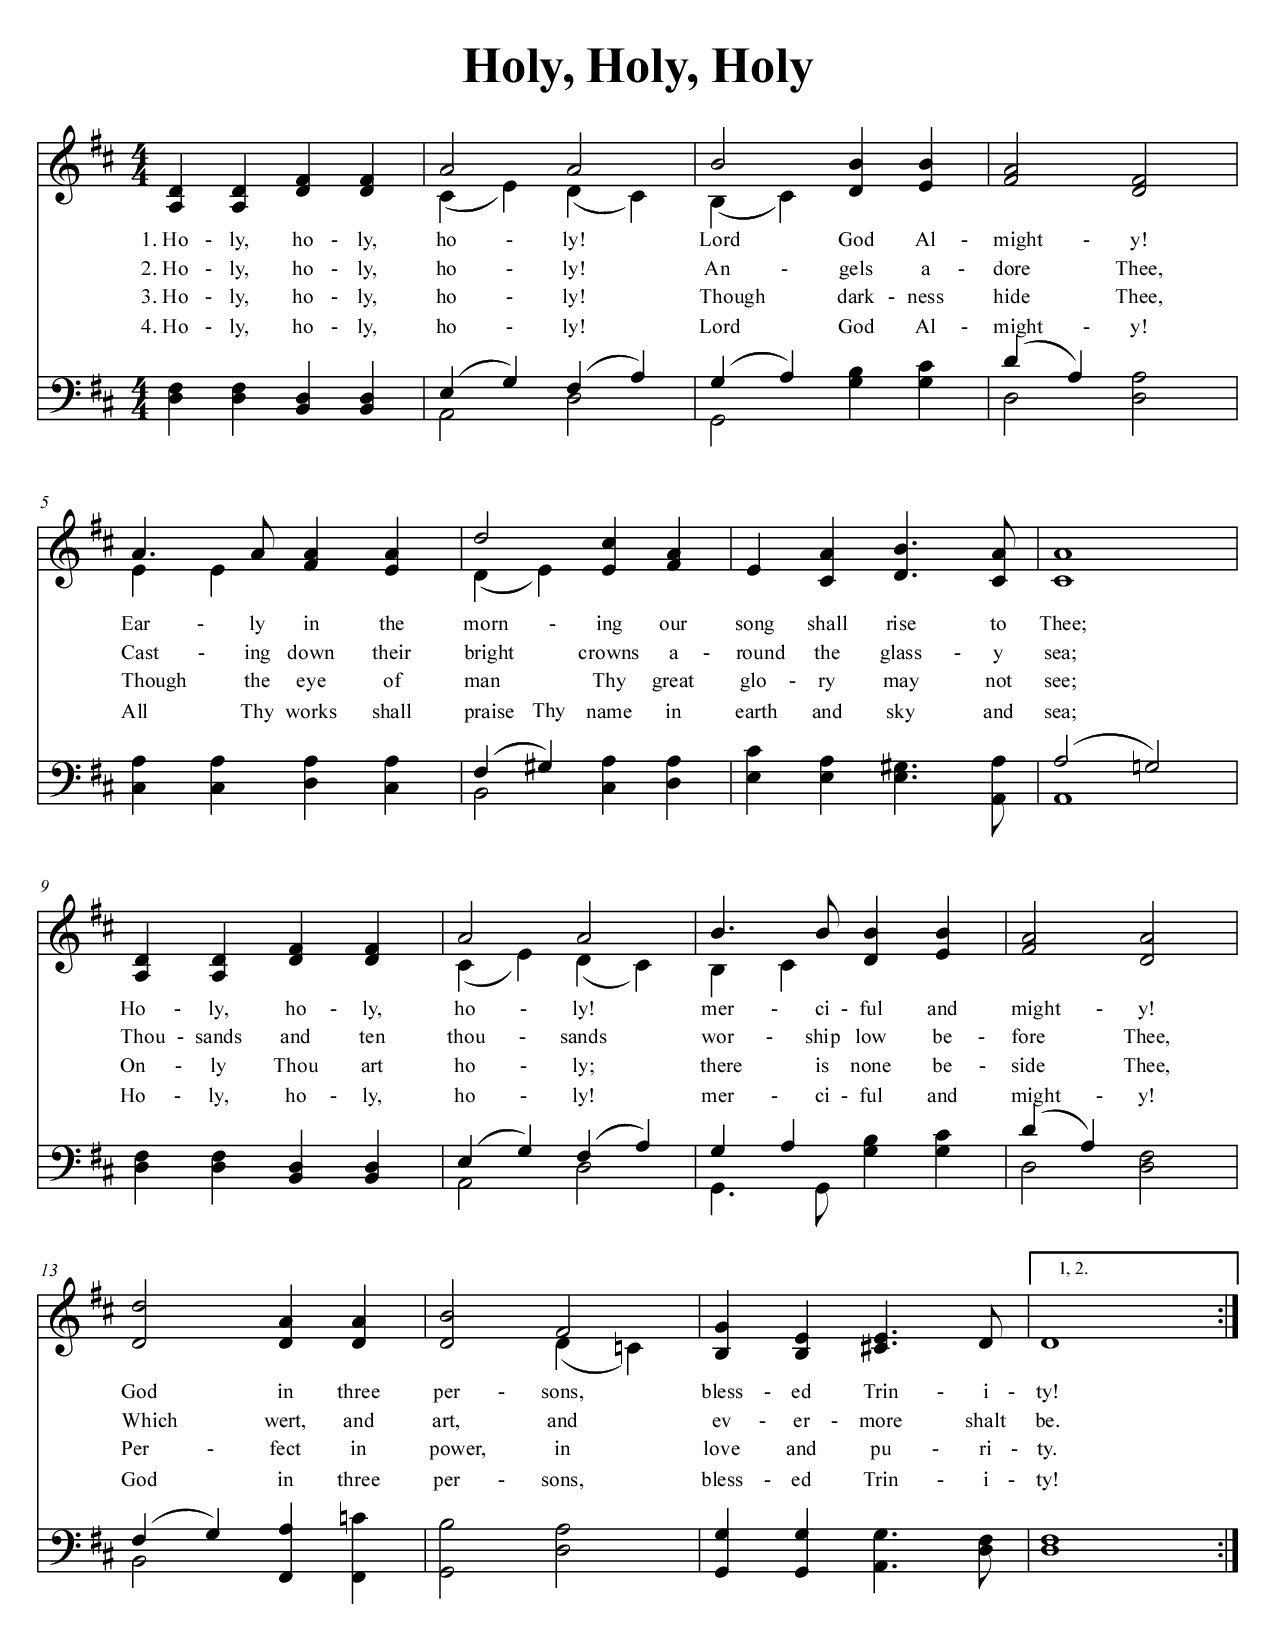 Holy, Holy, Holy
4
4
1. Ho - ly, ho - ly, ho - ly! Lord God Al - might - y!
2. Ho - ly, ho - ly, ho - ly! An - gels a - dore Thee,
3. Ho - ly, ho - ly, ho - ly! Though dark - ness hide Thee,
4. Ho - ly, ho - ly, ho - ly! Lord God Al - might - y!
4
4
5
Ear - ly in the morn - ing our song shall rise to Thee;
Cast - ing down their bright crowns a - round the glass - y sea;
Though the eye of man Thy great glo - ry may not see;
All Thy works shall praise Thy name in earth and sky and sea;
9
Ho - ly, ho - ly, ho - ly! mer - ci - ful and might - y!
Thou - sands and ten thou - sands wor - ship low be - fore Thee,
On - ly Thou art ho - ly; there is none be - side Thee,
Ho - ly, ho - ly, ho - ly! mer - ci - ful and might - y!
13
1, 2.
God in three per - sons, bless - ed Trin - i - ty!
Which wert, and art, and ev - er - more shalt be.
Per - fect in power, in love and pu - ri - ty.
God in three per - sons, bless - ed Trin - i - ty!